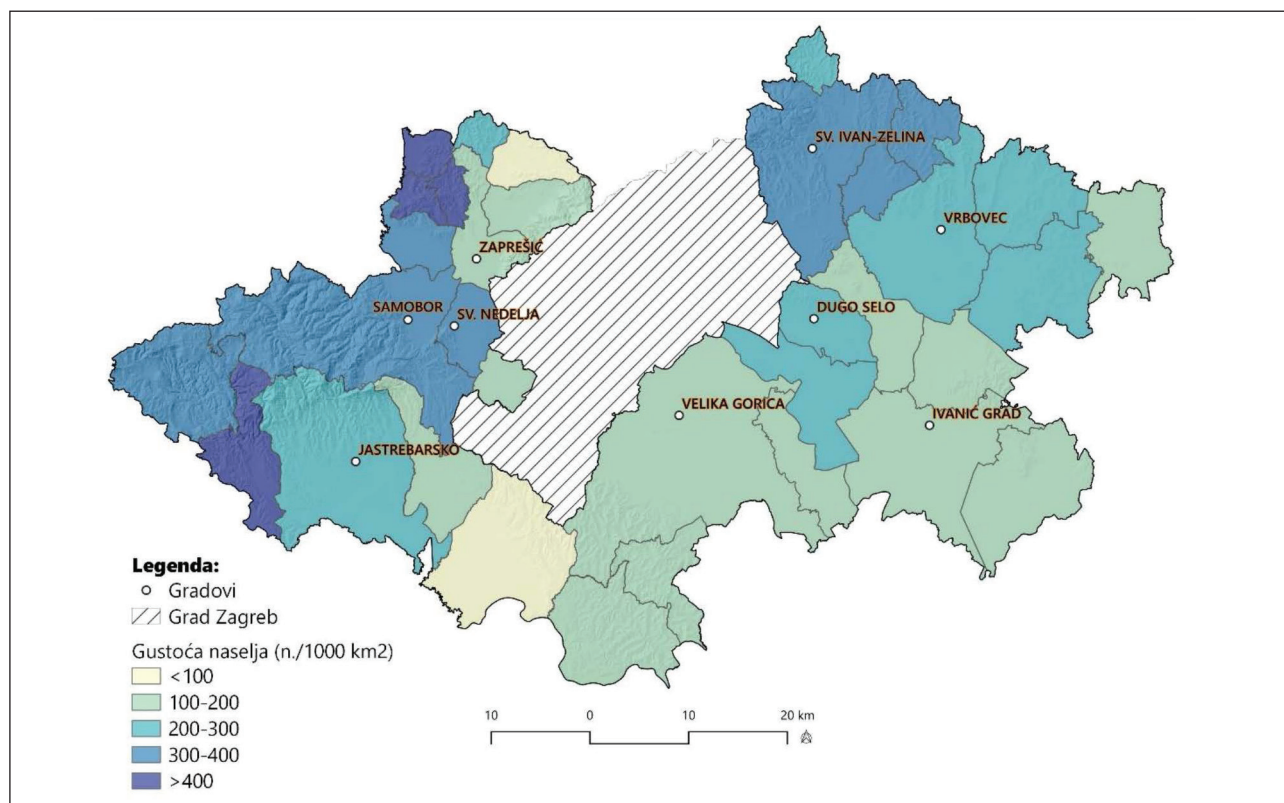 SV. IVAN-ZELINA
VRBOVEC
ZAPREŠIĆ
SAMOBOR
SV. NEDELJA
DUGO SELO
VELIKA GORICA
IVANIĆ GRAD
JASTREBARSKO
Legenda:
Gradovi
Grad Zagreb
Gustoća naselja (n./1000 km2)
<100
100-200
200-300
300-400
>400
10 0 10 20 km